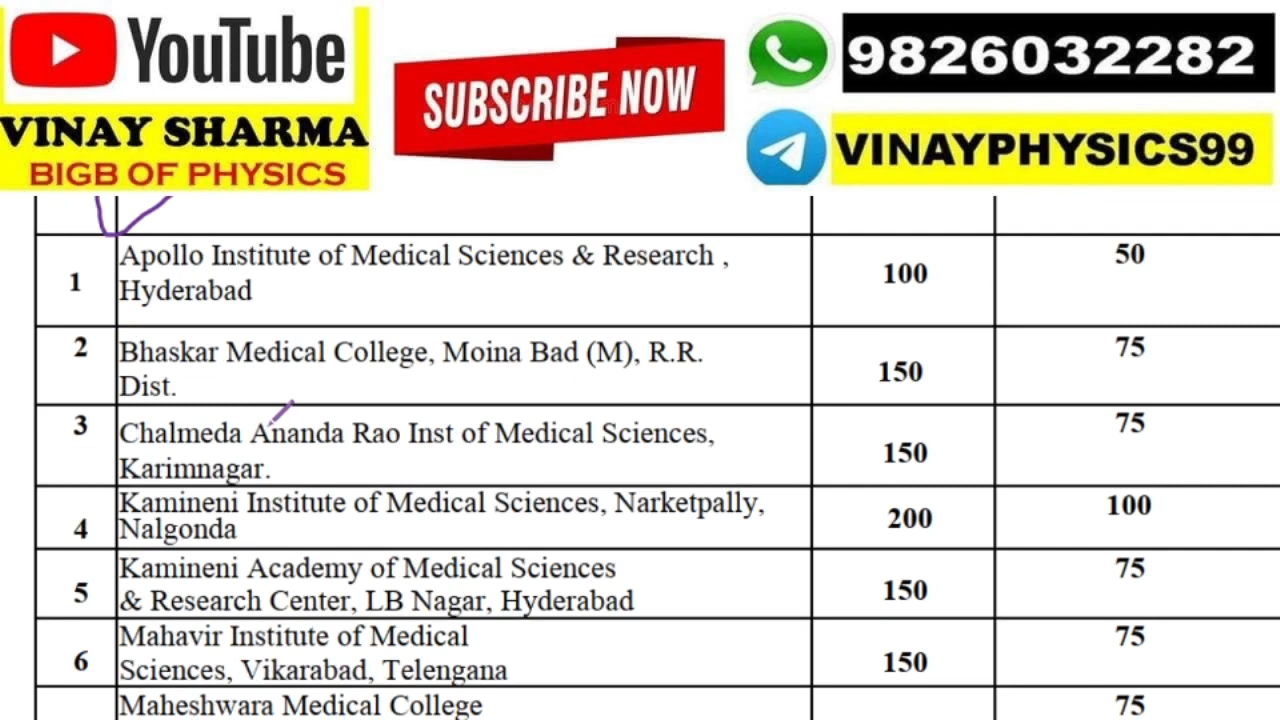 YouTube
VINAY SHARMA
BIGB OF PHYSICS
SUBSCRIBE NOW
9826032282
VINAYPHYSICS99
1 Apollo Institute of Medical Sciences & Research , 100 50
Hyderabad
2 Bhaskar Medical College, Moina Bad (M), R.R. 150 75
Dist.
3 Chalmeda Ananda Rao Inst of Medical Sciences, 150 75
Karimnagar.
4 Kamineni Institute of Medical Sciences, Narketpally, 200 100
Nalgonda
5 Kamineni Academy of Medical Sciences 150 75
& Research Center, LB Nagar, Hyderabad
6 Mahavir Institute of Medical 150 75
Sciences, Vikarabad, Telengana
Maheshwara Medical College 75